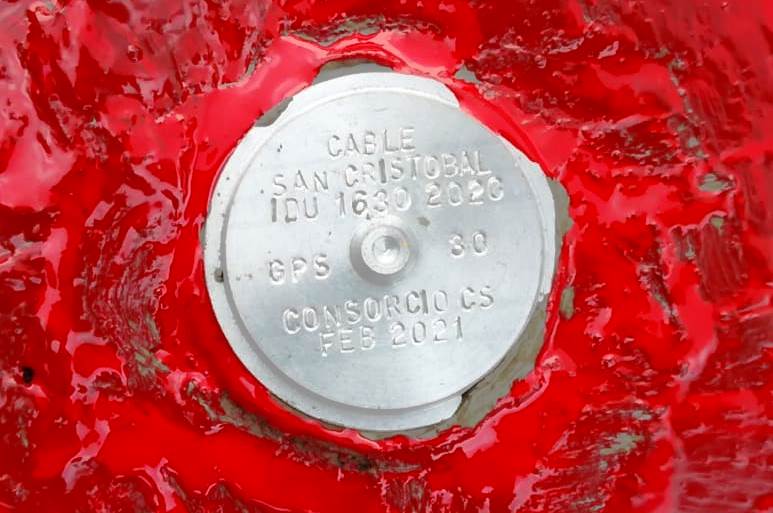 CABLE
SAN CRISTOBAL
IDU 1630 2020
GPS 30
CONSORCIO CS
FEB 2021